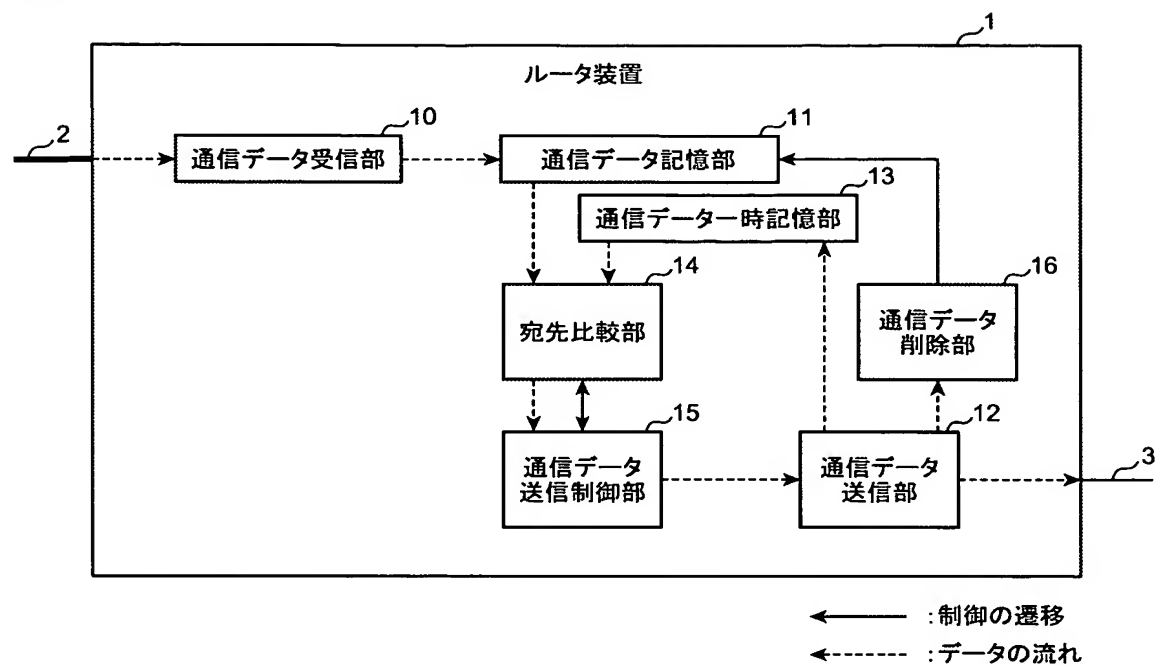 1
ルータ装置
2
10
通信データ受信部
11
通信データ記憶部
13
通信データ一時記憶部
14
宛先比較部
16
通信データ
削除部
15
通信データ
送信制御部
12
通信データ
送信部
3
:制御の遷移
:データの流れ